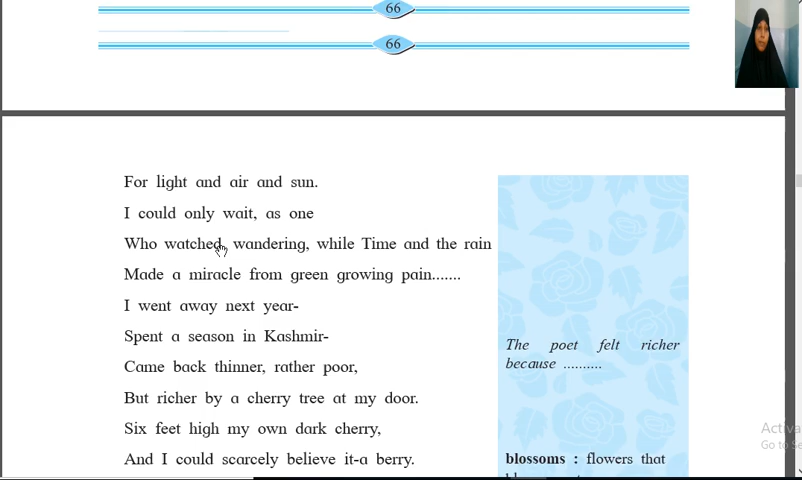 66
66
For light and air and sun.
I could only wait, as one
Who watched, wandering, while Time and the rain
Made a miracle from green growing pain.......
I went away next year-
Spent a season in Kashmir-
Came back thinner, rather poor,
But richer by a cherry tree at my door.
Six feet high my own dark cherry,
And I could scarcely believe it-a berry.
The poet felt richer
because ..........
blossoms : flowers that